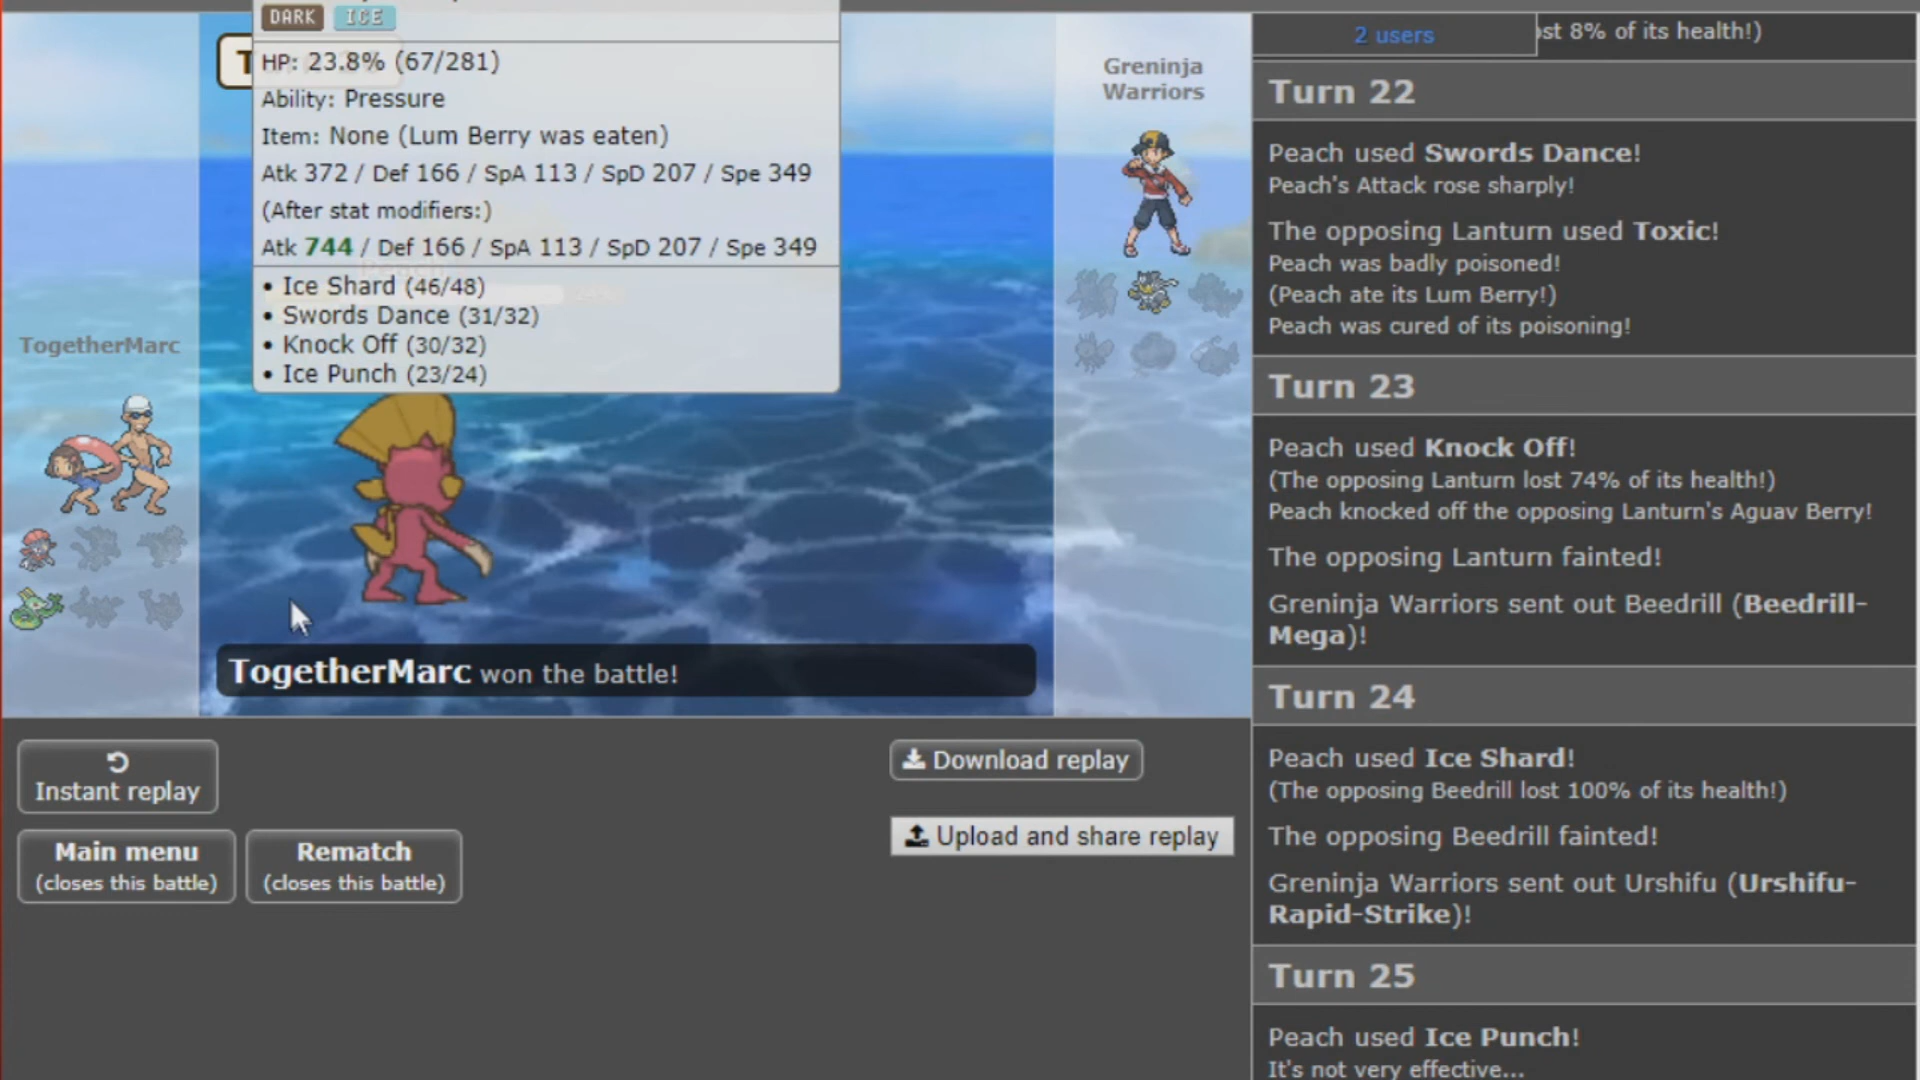 DARK ICE
HP: 23.8% (67/281)
Ability: Pressure
Item: None (Lum Berry was eaten)
Atk 372 / Def 166 / SpA 113 / SpD 207 / Spe 349
(After stat modifiers:)
Atk 744 / Def 166 / SpA 113 / SpD 207 / Spe 349
• Ice Shard (46/48)
• Swords Dance (31/32)
• Knock Off (30/32)
• Ice Punch (23/24)
TogetherMarc
Greninja
Warriors
TogetherMarc won the battle!
Instant replay
Main menu
(closes this battle)
Rematch
(closes this battle)
Download replay
Upload and share replay
2 users
st 8% of its health!)
Turn 22
Peach used Swords Dance!
Peach's Attack rose sharply!
The opposing Lanturn used Toxic!
Peach was badly poisoned!
(Peach ate its Lum Berry!)
Peach was cured of its poisoning!
Turn 23
Peach used Knock Off!
(The opposing Lanturn lost 74% of its health!)
Peach knocked off the opposing Lanturn's Aguav Berry!
The opposing Lanturn fainted!
Greninja Warriors sent out Beedrill (Beedrill-
Mega)!
Turn 24
Peach used Ice Shard!
(The opposing Beedrill lost 100% of its health!)
The opposing Beedrill fainted!
Greninja Warriors sent out Urshifu (Urshifu-
Rapid-Strike)!
Turn 25
Peach used Ice Punch!
It's not very effective...